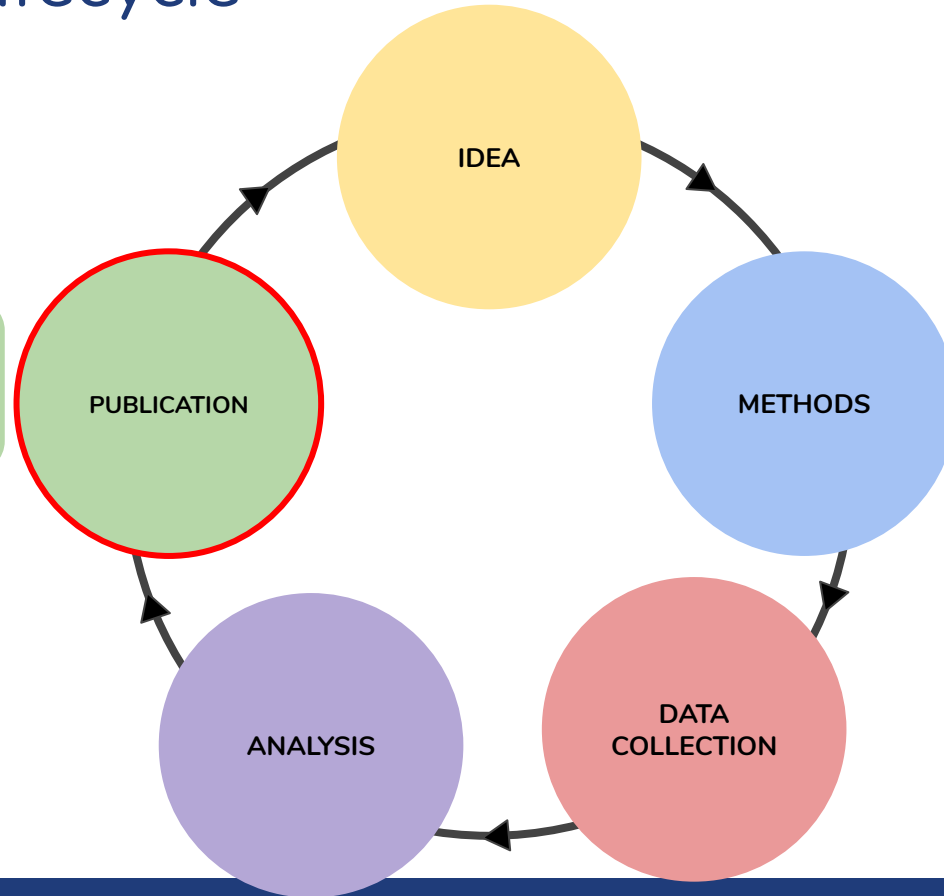 IDEA
PUBLICATION
METHODS
DATA
COLLECTION
ANALYSIS